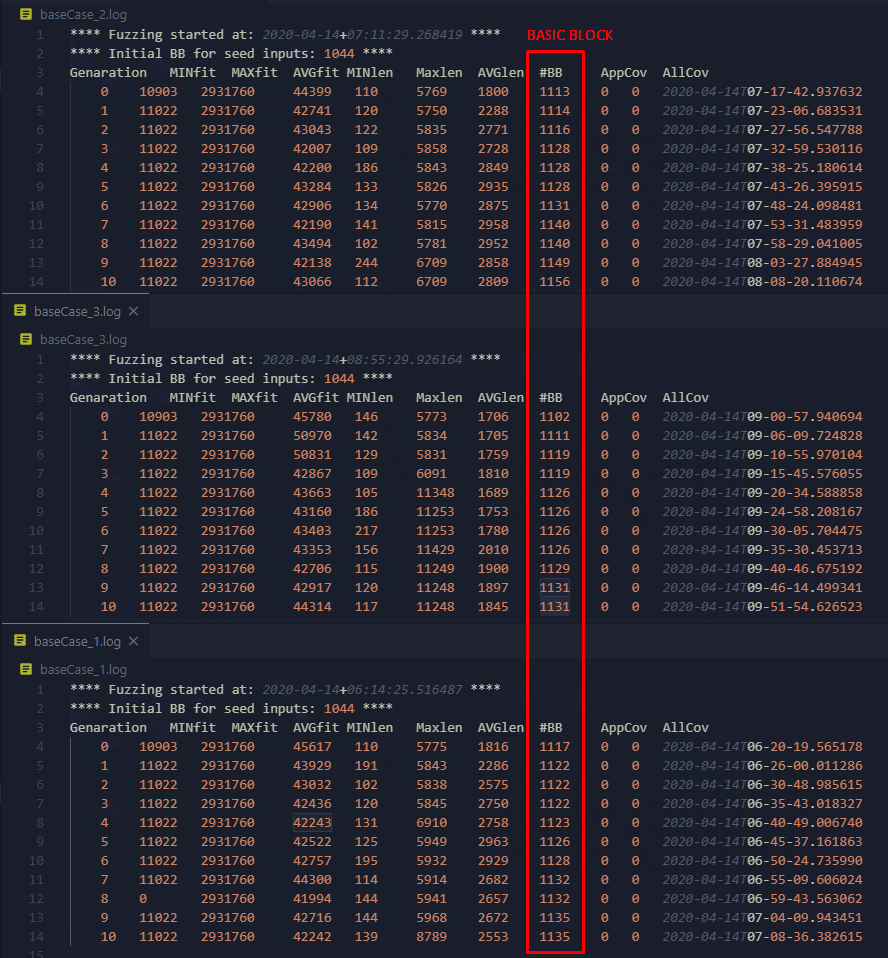 baseCase_2.log
BASIC BLOCK
1 **** Fuzzing started at: 2020-04-14+07:11:29.268419 ****
2 **** Initial BB for seed inputs: 1044 ****
3 Genaration MINfit MAXfit AVGfit MINlen Maxlen AVGlen #BB AppCov AllCov
4 0 10903 2931760 44399 110 5769 1800 1113 0 0 2020-04-14T07-17-42.937632
5 1 11022 2931760 42741 120 5750 2288 1114 0 0 2020-04-14T07-23-06.683531
6 2 11022 2931760 43043 122 5835 2771 1116 0 0 2020-04-14T07-27-56.547788
7 3 11022 2931760 42007 109 5858 2728 1128 0 0 2020-04-14T07-32-59.530116
8 4 11022 2931760 42200 186 5843 2849 1128 0 0 2020-04-14T07-38-25.180614
9 5 11022 2931760 43284 133 5826 2935 1128 0 0 2020-04-14T07-43-26.395915
10 6 11022 2931760 42906 134 5770 2875 1131 0 0 2020-04-14T07-48-24.098481
11 7 11022 2931760 42190 141 5815 2958 1140 0 0 2020-04-14T07-53-31.483959
12 8 11022 2931760 43494 102 5781 2952 1140 0 0 2020-04-14T07-58-29.041005
13 9 11022 2931760 42138 244 6709 2858 1149 0 0 2020-04-14T08-03-27.884945
14 10 11022 2931760 43066 112 6709 2809 1156 0 0 2020-04-14T08-08-20.110674
baseCase_3.log
baseCase_3.log
1 **** Fuzzing started at: 2020-04-14+08:55:29.926164 ****
2 **** Initial BB for seed inputs: 1044 ****
3 Genaration MINfit MAXfit AVGfit MINlen Maxlen AVGlen #BB AppCov AllCov
4 0 10903 2931760 45780 146 5773 1706 1102 0 0 2020-04-14T09-00-57.940694
5 1 11022 2931760 50970 142 5834 1705 1111 0 0 2020-04-14T09-06-09.724828
6 2 11022 2931760 50831 129 5831 1759 1119 0 0 2020-04-14T09-10-55.970104
7 3 11022 2931760 42867 109 6091 1810 1119 0 0 2020-04-14T09-15-45.576055
8 4 11022 2931760 43663 105 11348 1689 1126 0 0 2020-04-14T09-20-34.588858
9 5 11022 2931760 43160 186 11253 1753 1126 0 0 2020-04-14T09-24-58.208167
10 6 11022 2931760 43403 217 11253 1780 1126 0 0 2020-04-14T09-30-05.704475
11 7 11022 2931760 43353 156 11429 2010 1126 0 0 2020-04-14T09-35-30.453713
12 8 11022 2931760 42706 115 11249 1900 1129 0 0 2020-04-14T09-40-46.675192
13 9 11022 2931760 42917 120 11248 1897 1131 0 0 2020-04-14T09-46-14.499341
14 10 11022 2931760 44314 117 11248 1845 1131 0 0 2020-04-14T09-51-54.626523
baseCase_1.log
baseCase_1.log
1 **** Fuzzing started at: 2020-04-14+06:14:25.516487 ****
2 **** Initial BB for seed inputs: 1044 ****
3 Genaration MINfit MAXfit AVGfit MINlen Maxlen AVGlen #BB AppCov AllCov
4 0 10903 2931760 45617 110 5775 1816 1117 0 0 2020-04-14T06-20-19.565178
5 1 11022 2931760 43929 191 5843 2286 1122 0 0 2020-04-14T06-26-00.011286
6 2 11022 2931760 43032 102 5838 2575 1122 0 0 2020-04-14T06-30-48.985615
7 3 11022 2931760 42436 120 5845 2750 1122 0 0 2020-04-14T06-35-43.018327
8 4 11022 2931760 42243 131 6910 2758 1123 0 0 2020-04-14T06-40-49.006740
9 5 11022 2931760 42522 125 5949 2963 1126 0 0 2020-04-14T06-45-37.161863
10 6 11022 2931760 42757 195 5932 2929 1128 0 0 2020-04-14T06-50-24.735990
11 7 11022 2931760 44300 114 5914 2682 1132 0 0 2020-04-14T06-55-09.606024
12 8 0 2931760 41994 144 5941 2657 1132 0 0 2020-04-14T06-59-43.563062
13 9 11022 2931760 42716 144 5968 2672 1135 0 0 2020-04-14T07-04-09.943451
14 10 11022 2931760 42242 139 8789 2553 1135 0 0 2020-04-14T07-08-36.382615
15